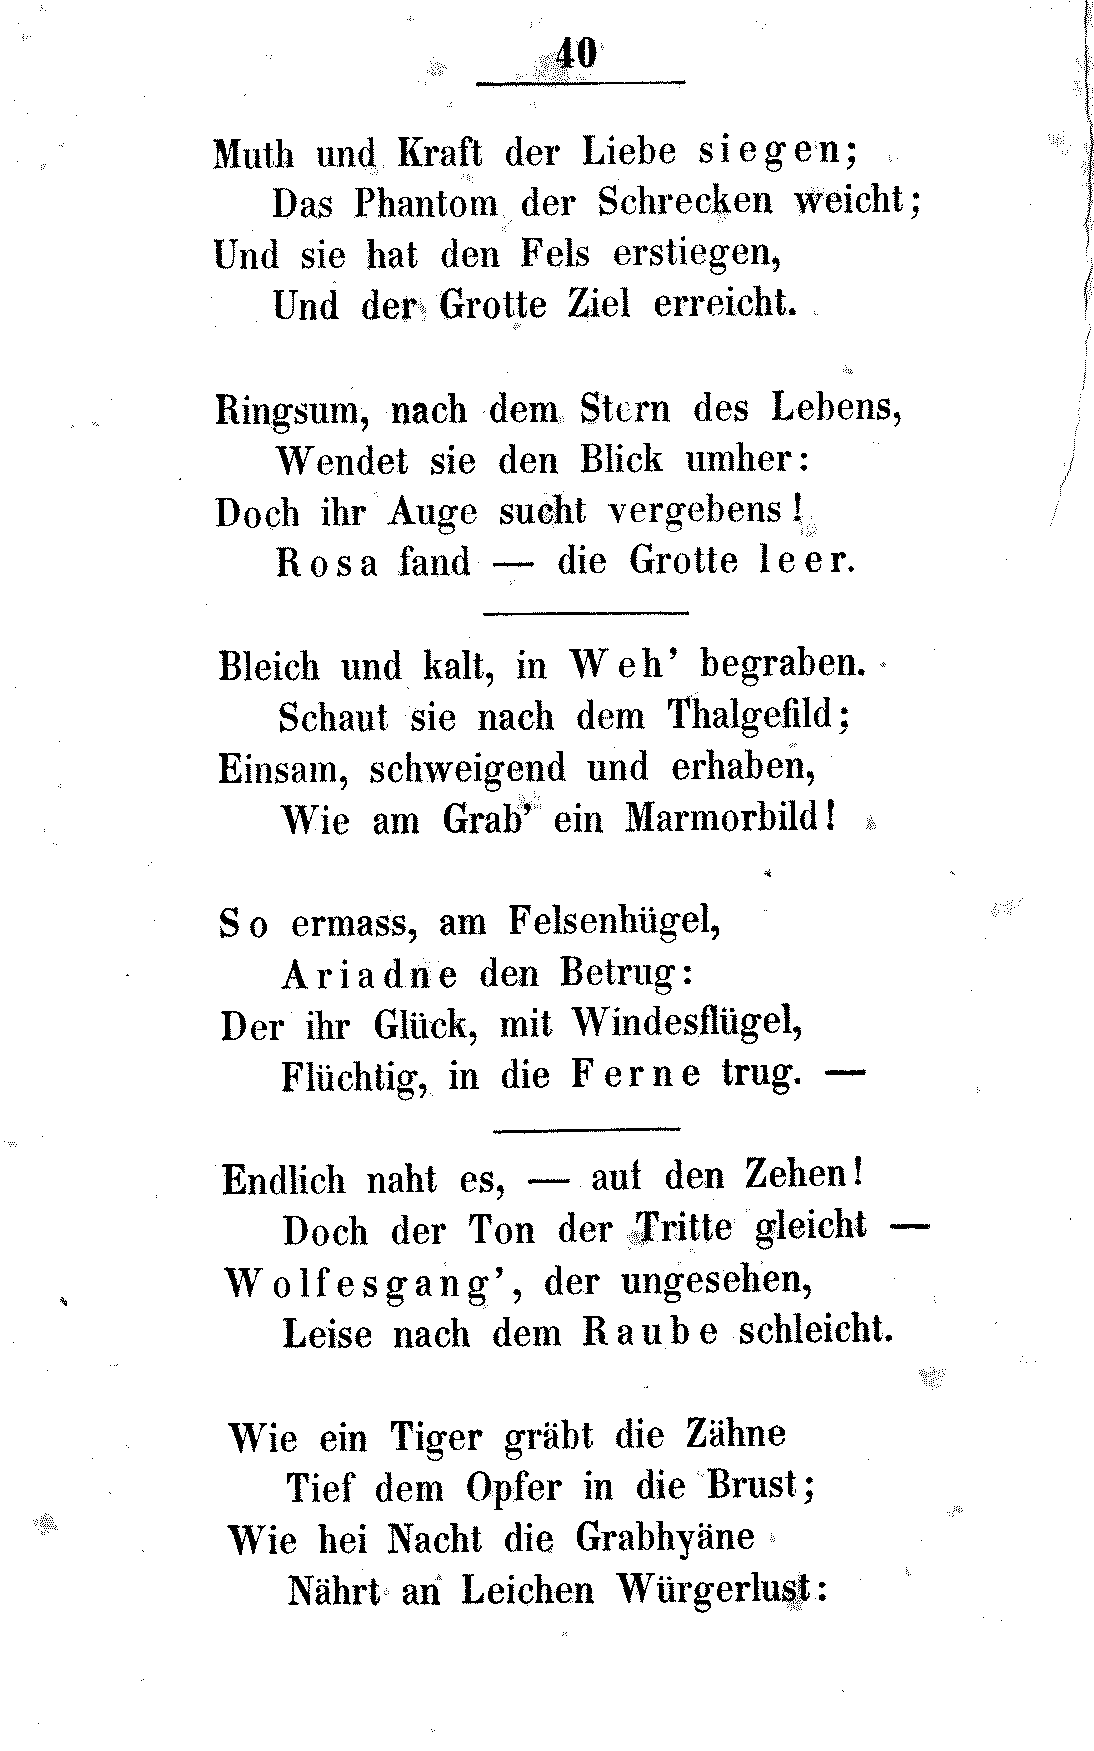 40
Muth und Kraft der Liebe siegen;
Das Phantom der Schrecken weicht;
Und sie hat den Fels erstiegen,
Und der Grotte Ziel erreicht.
Ringsum, nach dem Stern des Lebens,
Wendet sie den Blick umher:
Doch ihr Auge sucht vergebens!
Rosa fand — die Grotte leer.
Bleich und kalt, in Weh' begraben.
Schaut sie nach dem Thalgefild;
Einsam, schweigend und erhaben,
Wie am Grab' ein Marmorbild!
So ermass, am Felsenhügel,
Ariadne den Betrug:
Der ihr Glück, mit Windesflügel,
Flüchtig, in die Ferne trug. —
Endlich naht es, — auf den Zehen!
Doch der Ton der Tritte gleicht —
Wolfesgang', der ungesehen,
Leise nach dem Raube schleicht.
Wie ein Tiger gräbt die Zähne
Tief dem Opfer in die Brust;
Wie hei Nacht die Grabhyäne
Nährt an Leichen Würgerlust: